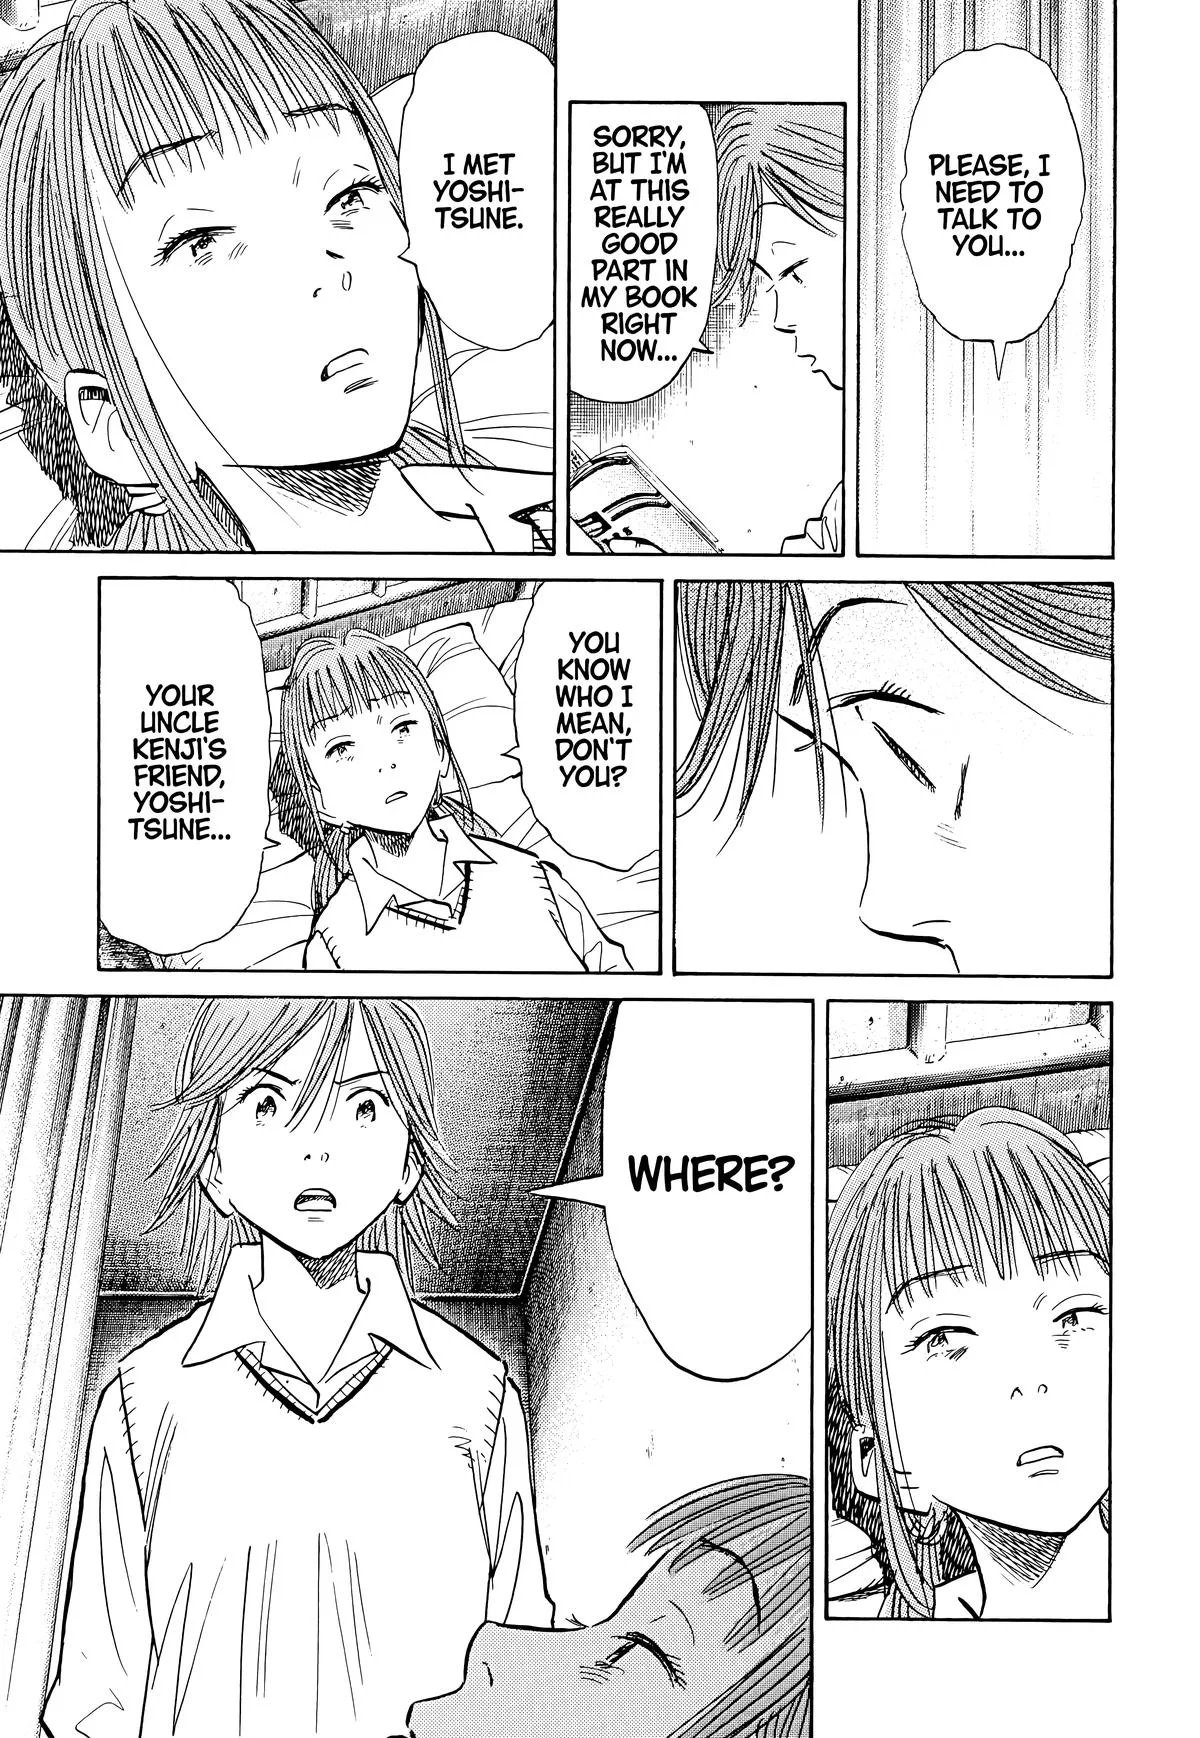 PLEASE, I
NEED TO
TALK TO
YOU...
SORRY,
BUT I'M
AT THIS
REALLY
GOOD
PART IN
MY BOOK
RIGHT
NOW...
I MET
YOSHI-
TSUNE.
YOU
KNOW
WHO I
MEAN,
DON'T
YOU?
YOUR
UNCLE
KENJI'S
FRIEND,
YOSHI-
TSUNE...
WHERE?